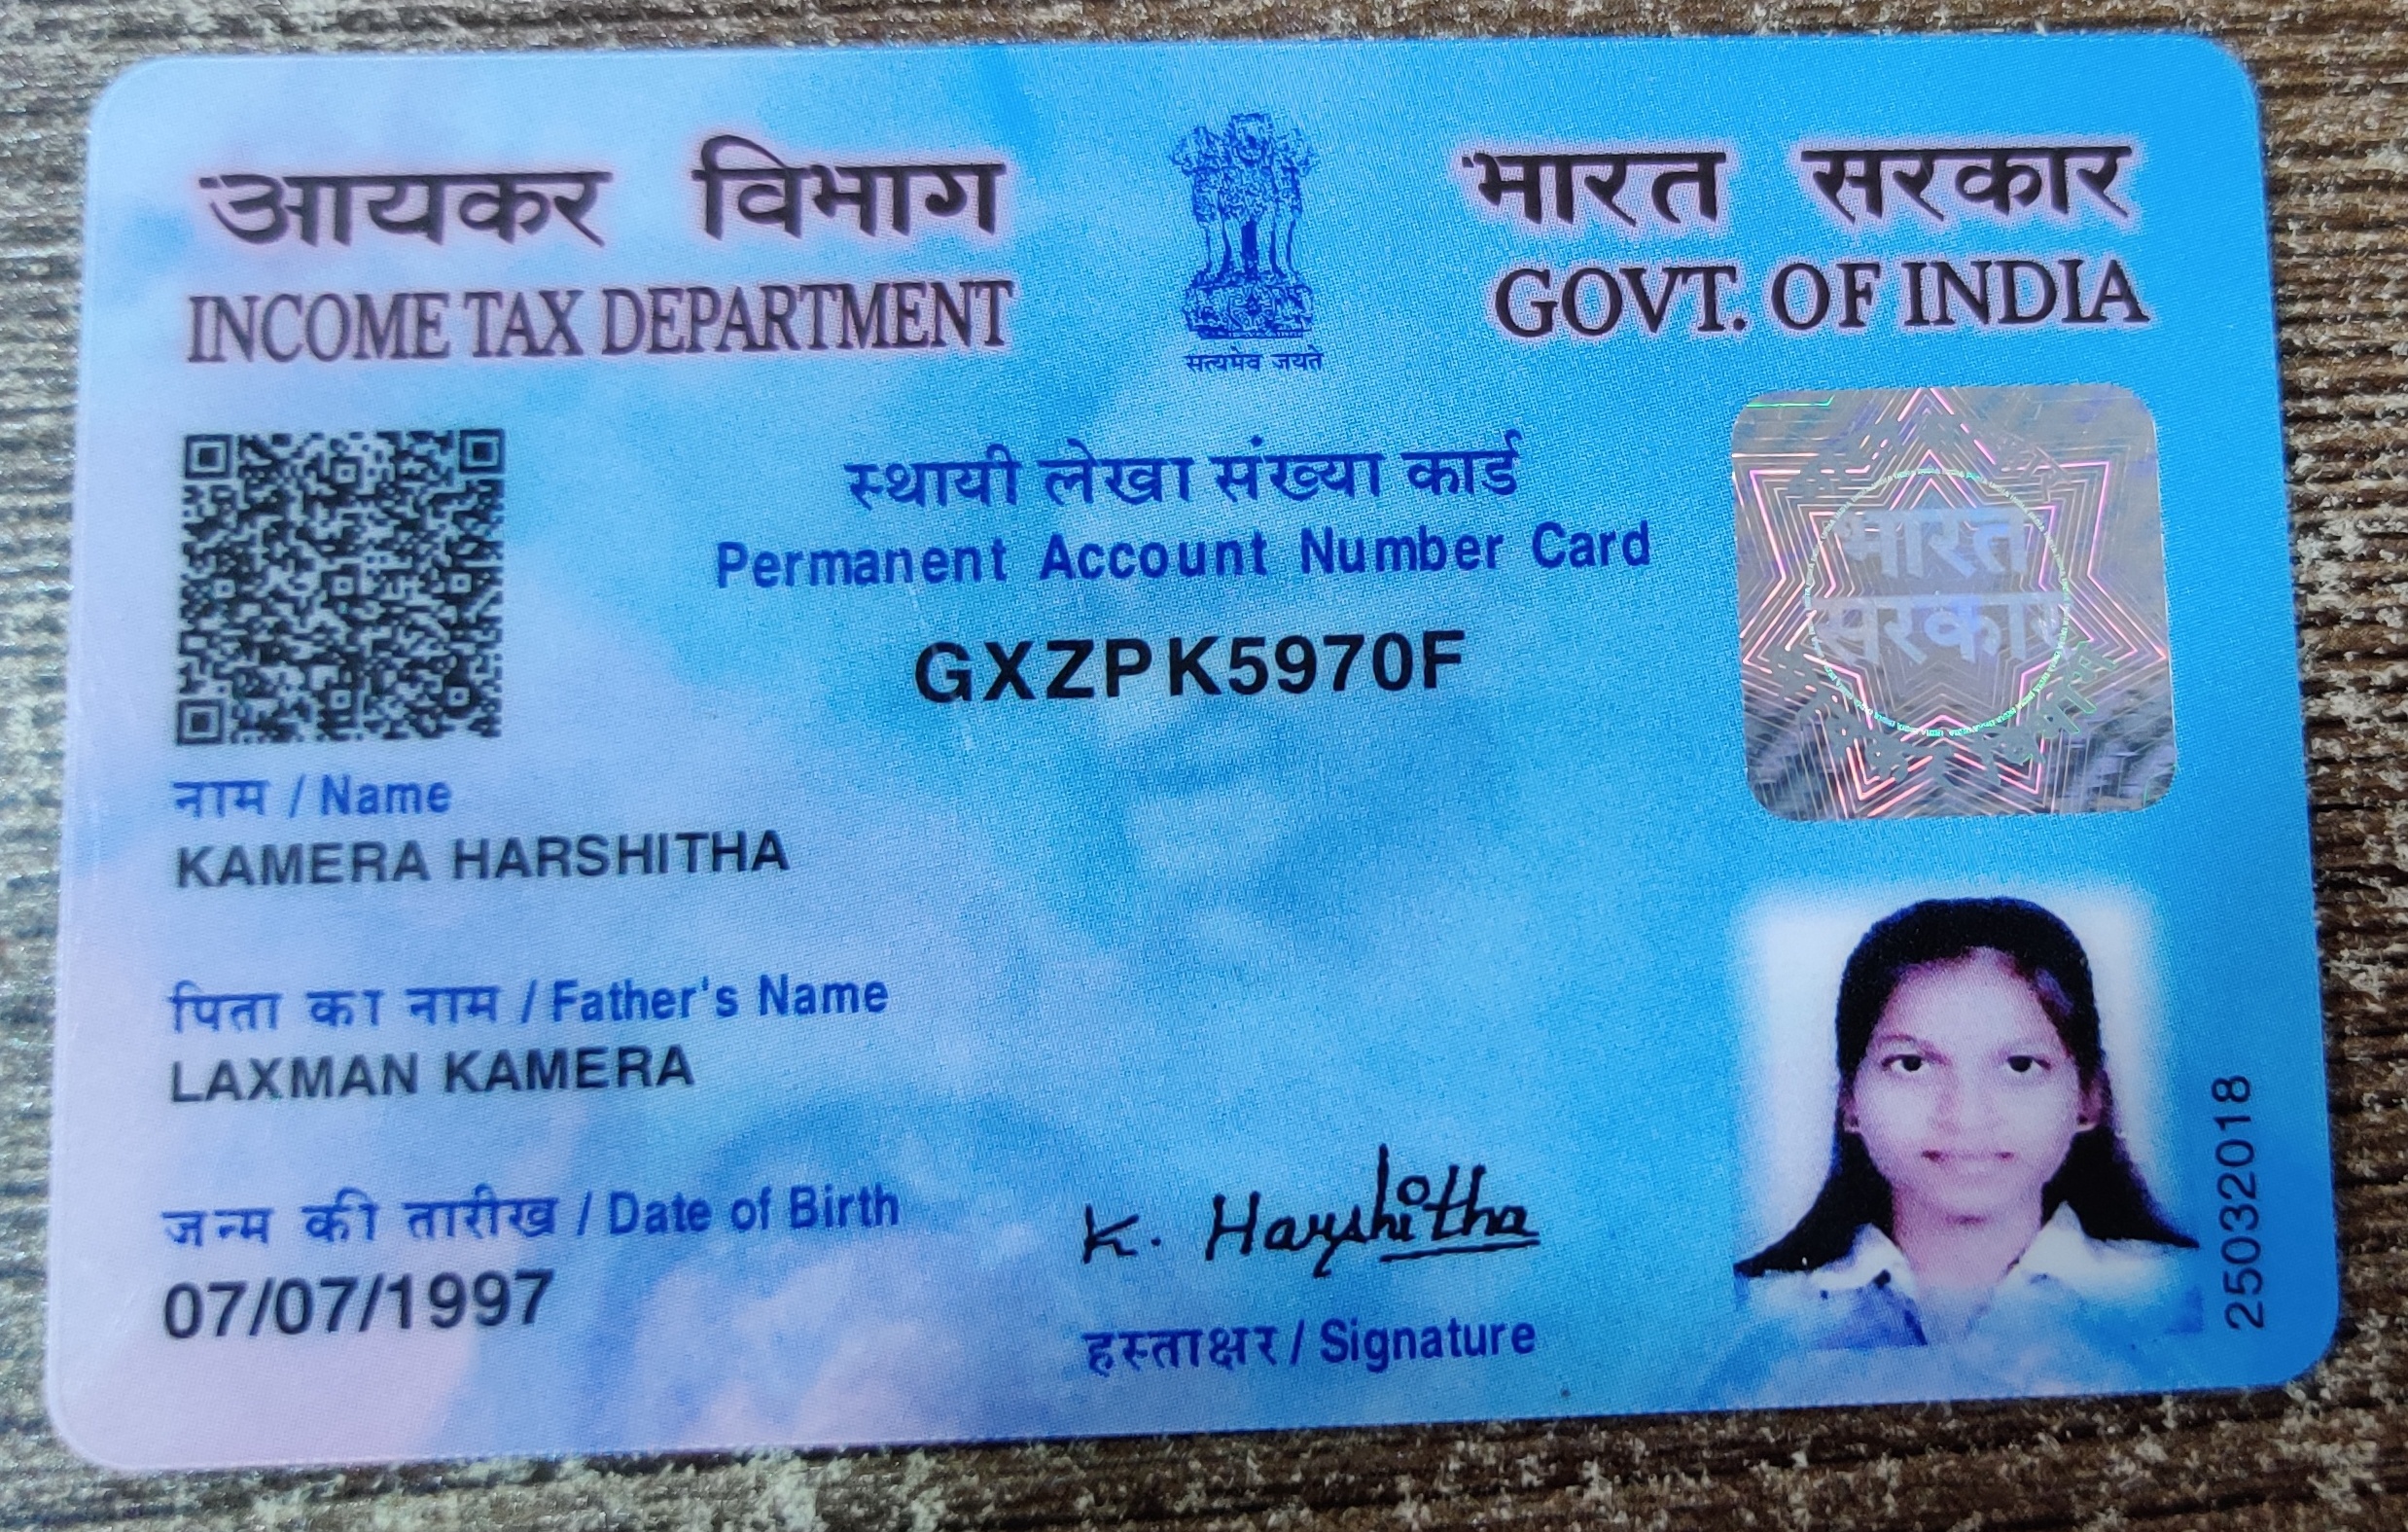 आयकर विभाग
INCOME TAX DEPARTMENT
सत्यमेव जयते
भारत सरकार
GOVT. OF INDIA
स्थायी लेखा संख्या कार्ड
Permanent Account Number Card
GXZPK5970F
भारत
सरकार
नाम / Name
KAMERA HARSHITHA
पिता का नाम / Father's Name
LAXMAN KAMERA
जन्म की तारीख / Date of Birth
07/07/1997
K. Harshitha
हस्ताक्षर / Signature
25032018